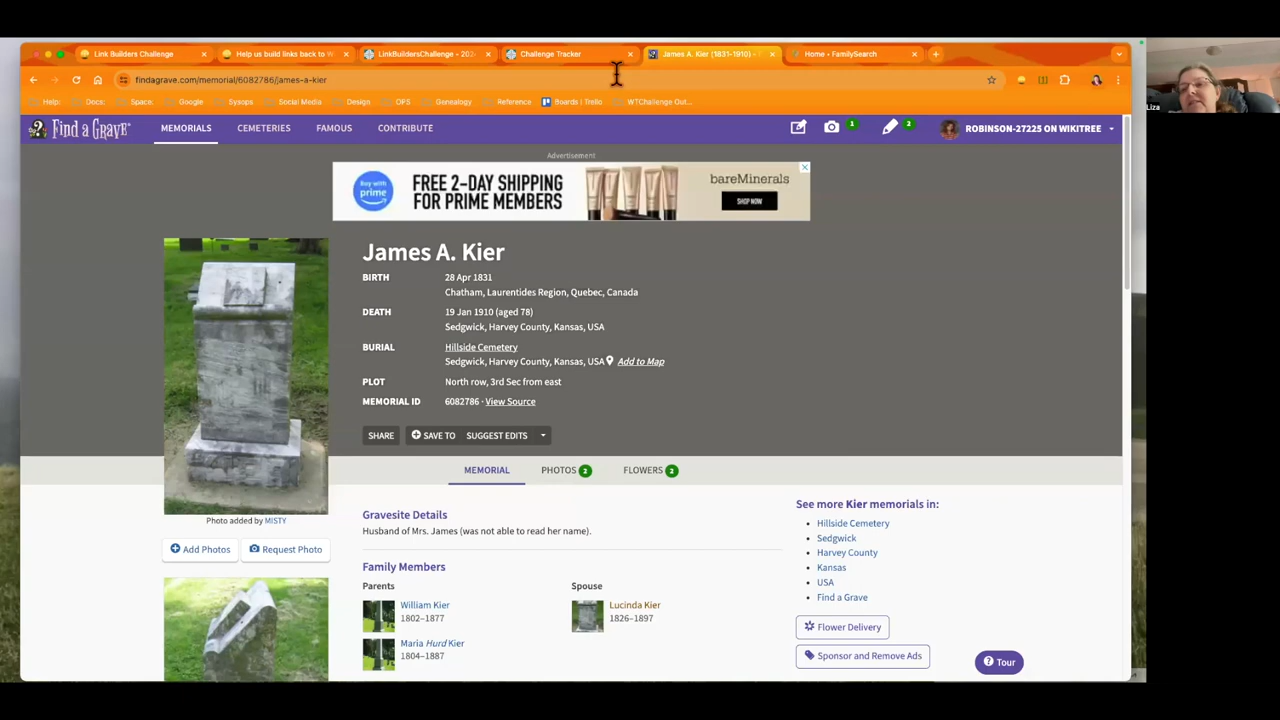 Link Builders Challenge
Help us build links back to W
LinkBuildersChallenge - 202
Challenge Tracker
James A. Kier (1831-1910) -
Home - FamilySearch
findagrave.com/memorial/6082786/james-a-kier
Help:
Docs:
Space:
Google
Sysops
Social Media
Design
OPS
Genealogy
Reference
Boards | Trello
WTChallenge Out...
Liza
Find a Grave®
MEMORIALS
CEMETERIES
FAMOUS
CONTRIBUTE
1
2
ROBINSON-27225 ON WIKITREE
Advertisement
Buy with prime
FREE 2-DAY SHIPPING
FOR PRIME MEMBERS
bareMinerals
SHOP NOW
James A. Kier
BIRTH
28 Apr 1831
Chatham, Laurentides Region, Quebec, Canada
DEATH
19 Jan 1910 (aged 78)
Sedgwick, Harvey County, Kansas, USA
BURIAL
Hillside Cemetery
Sedgwick, Harvey County, Kansas, USA Add to Map
PLOT
North row, 3rd Sec from east
MEMORIAL ID
6082786 · View Source
SHARE
SAVE TO
SUGGEST EDITS
MEMORIAL
PHOTOS 2
FLOWERS 2
Photo added by MISTY
Add Photos
Request Photo
Gravesite Details
Husband of Mrs. James (was not able to read her name).
Family Members
Parents
William Kier
1802–1877
Maria Hurd Kier
1804–1887
Spouse
Lucinda Kier
1826–1897
See more Kier memorials in:
Hillside Cemetery
Sedgwick
Harvey County
Kansas
USA
Find a Grave
Flower Delivery
Sponsor and Remove Ads
Tour